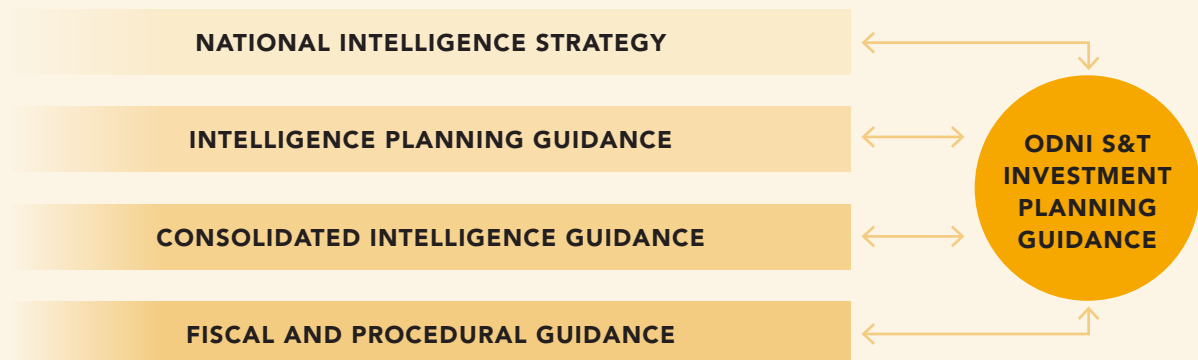 NATIONAL INTELLIGENCE STRATEGY
INTELLIGENCE PLANNING GUIDANCE
CONSOLIDATED INTELLIGENCE GUIDANCE
FISCAL AND PROCEDURAL GUIDANCE
ODNI S&T
INVESTMENT
PLANNING
GUIDANCE